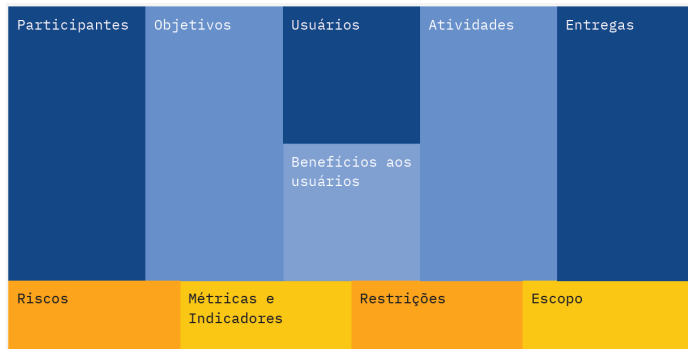 Participantes
Objetivos
Usuários
Atividades
Entregas
Benefícios aos
usuários
Riscos
Métricas e
Indicadores
Restrições
Escopo